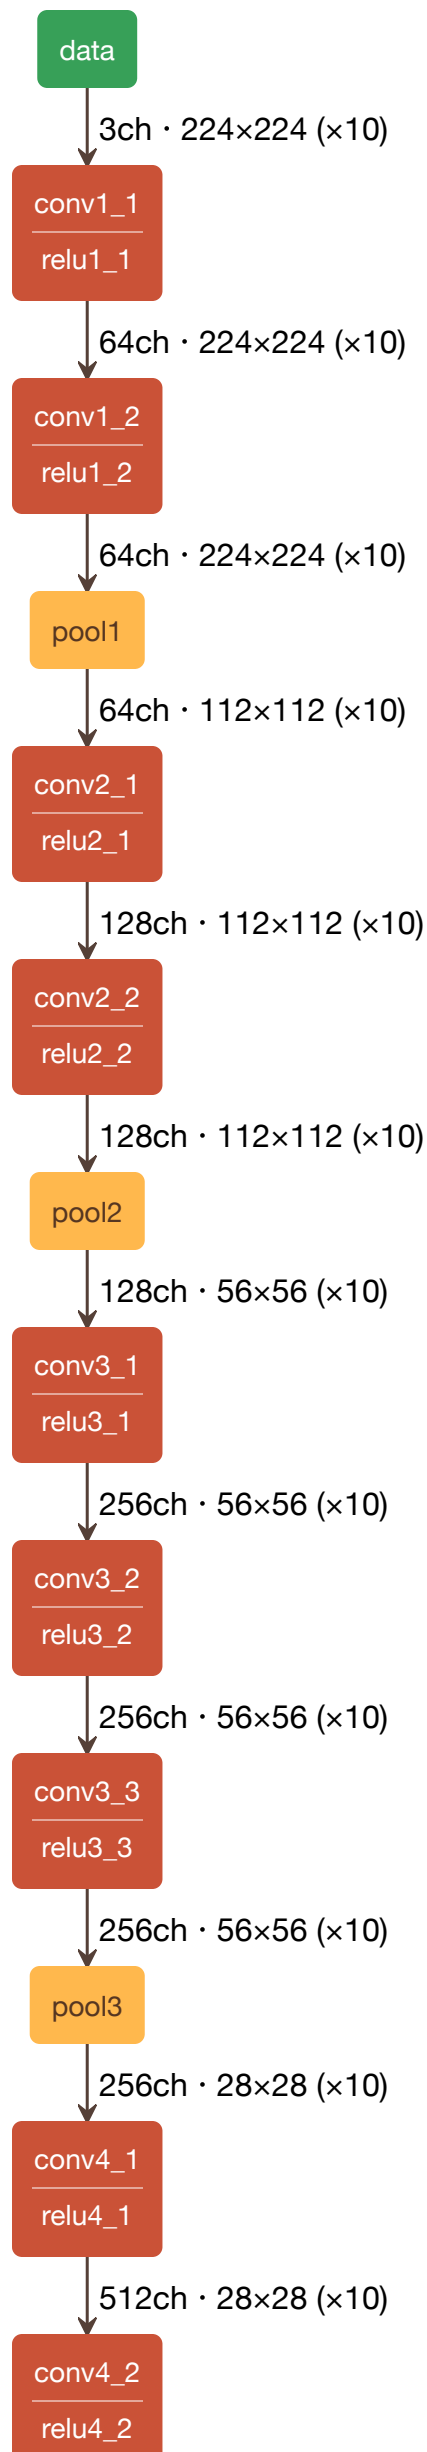 data
3ch · 224×224 (×10)
conv1_1
relu1_1
64ch · 224×224 (×10)
conv1_2
relu1_2
64ch · 224×224 (×10)
pool1
64ch · 112×112 (×10)
conv2_1
relu2_1
128ch · 112×112 (×10)
conv2_2
relu2_2
128ch · 112×112 (×10)
pool2
128ch · 56×56 (×10)
conv3_1
relu3_1
256ch · 56×56 (×10)
conv3_2
relu3_2
256ch · 56×56 (×10)
conv3_3
relu3_3
256ch · 56×56 (×10)
pool3
256ch · 28×28 (×10)
conv4_1
relu4_1
512ch · 28×28 (×10)
conv4_2
relu4_2